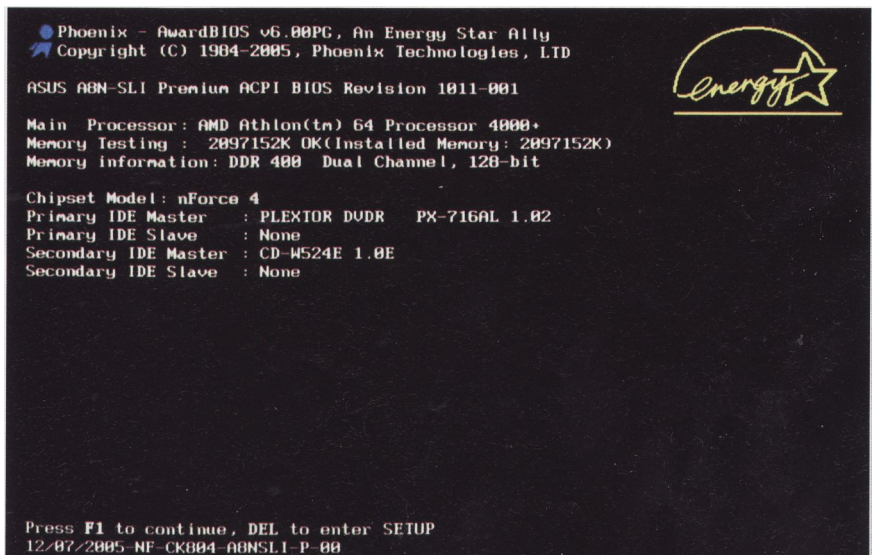 Phoenix - AwardBIOS v6.00PG, An Energy Star Ally
Copyright (C) 1984-2005, Phoenix Technologies, LTD
energy
ASUS A8N-SLI Premium ACPI BIOS Revision 1011-001
Main Processor: AMD Athlon(tm) 64 Processor 4000+
Memory Testing : 2097152K OK(Installed Memory: 2097152K)
Memory information: DDR 400 Dual Channel, 128-bit
Chipset Model: nForce 4
Primary IDE Master : PLEXTOR DVDR PX-716AL 1.02
Primary IDE Slave : None
Secondary IDE Master : CD-W524E 1.0E
Secondary IDE Slave : None
Press F1 to continue, DEL to enter SETUP
12/07/2005-NF-CK804-A8NSLI-P-00